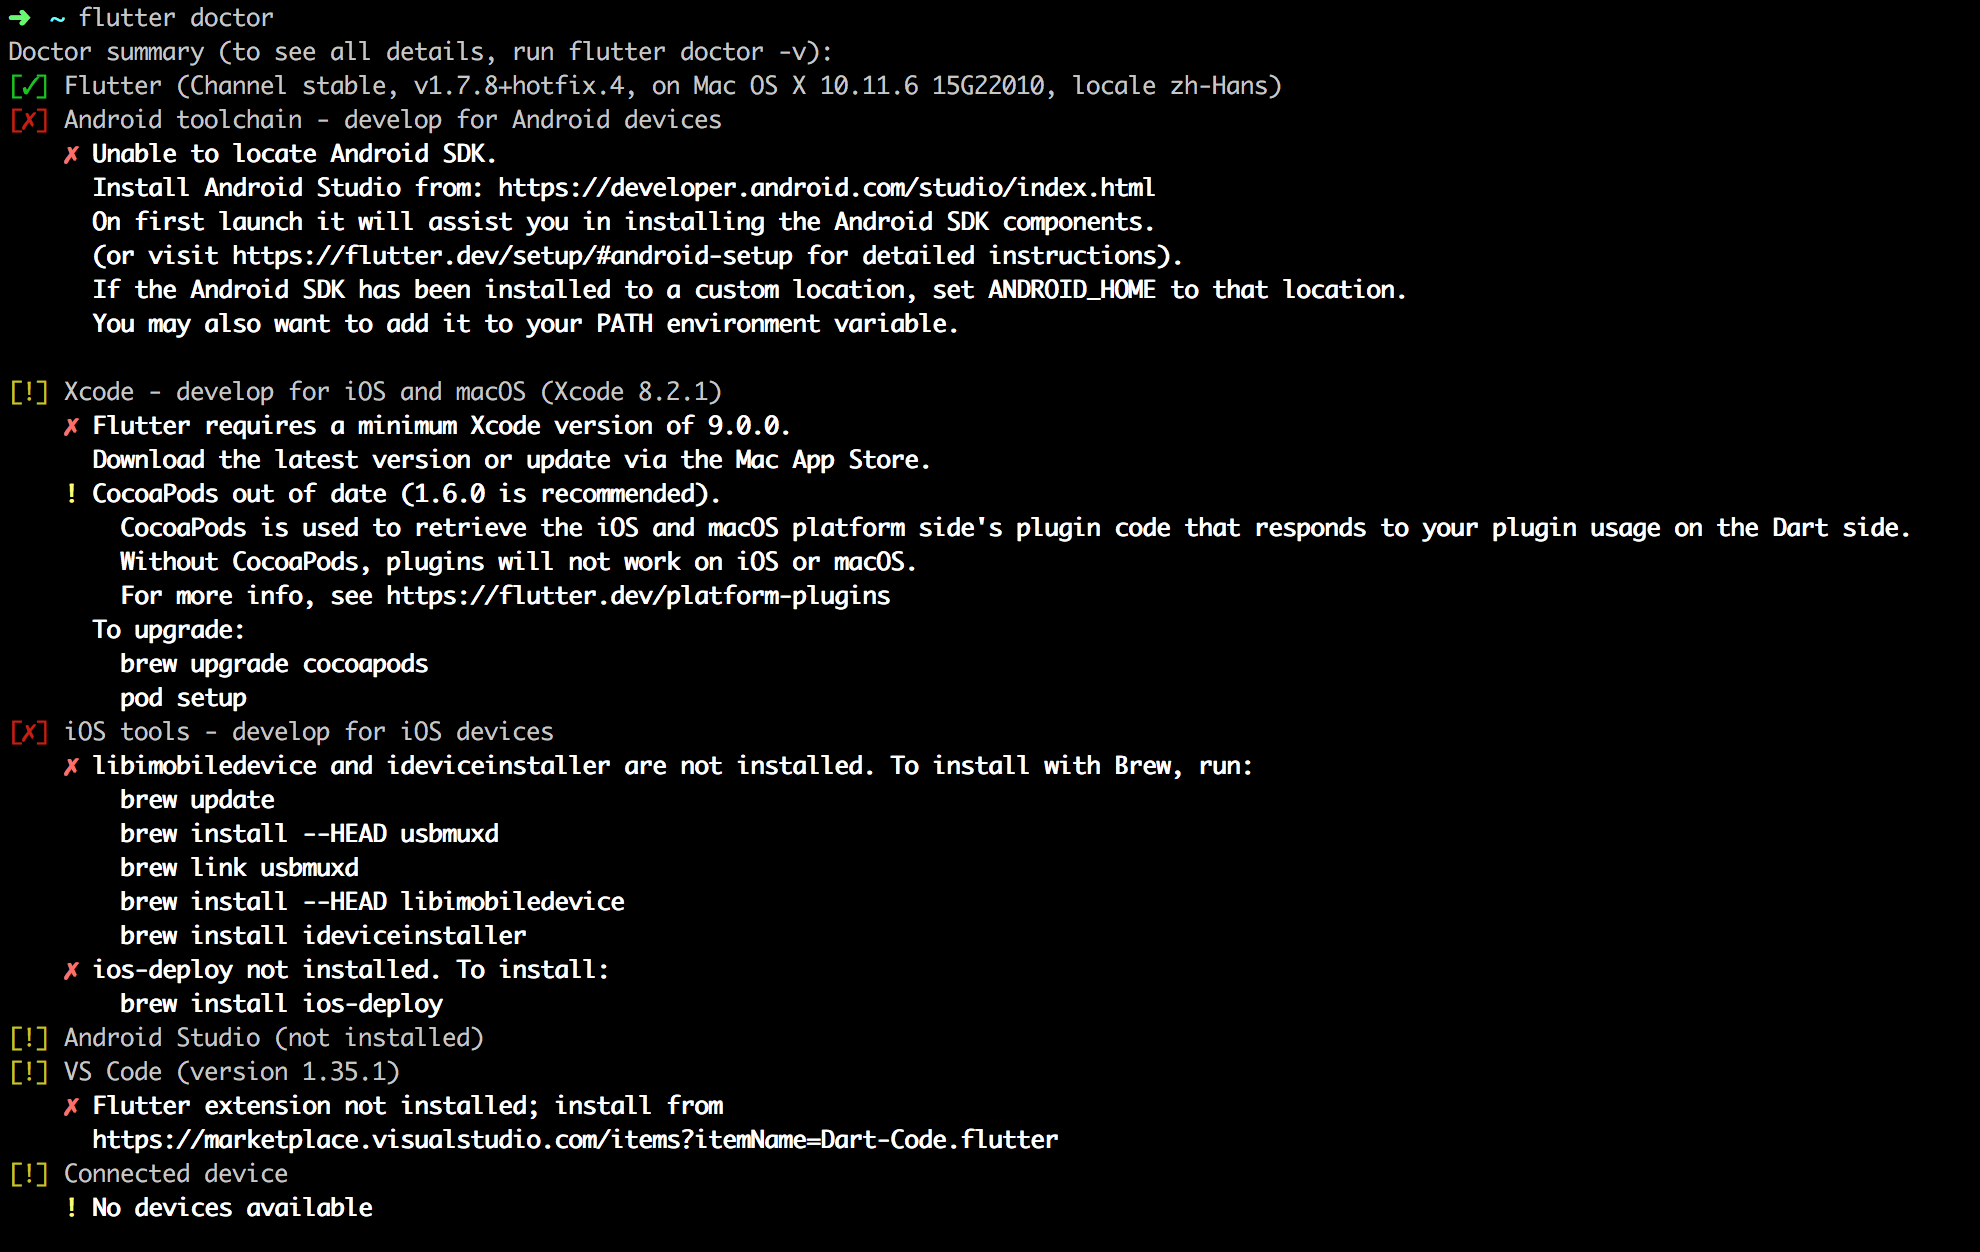 ➜ ~ flutter doctor
Doctor summary (to see all details, run flutter doctor -v):
[✓] Flutter (Channel stable, v1.7.8+hotfix.4, on Mac OS X 10.11.6 15G22010, locale zh-Hans)
[✗] Android toolchain - develop for Android devices
✗ Unable to locate Android SDK.
Install Android Studio from: https://developer.android.com/studio/index.html
On first launch it will assist you in installing the Android SDK components.
(or visit https://flutter.dev/setup/#android-setup for detailed instructions).
If the Android SDK has been installed to a custom location, set ANDROID_HOME to that location.
You may also want to add it to your PATH environment variable.
[!] Xcode - develop for iOS and macOS (Xcode 8.2.1)
✗ Flutter requires a minimum Xcode version of 9.0.0.
Download the latest version or update via the Mac App Store.
! CocoaPods out of date (1.6.0 is recommended).
CocoaPods is used to retrieve the iOS and macOS platform side's plugin code that responds to your plugin usage on the Dart side.
Without CocoaPods, plugins will not work on iOS or macOS.
For more info, see https://flutter.dev/platform-plugins
To upgrade:
brew upgrade cocoapods
pod setup
[✗] iOS tools - develop for iOS devices
✗ libimobiledevice and ideviceinstaller are not installed. To install with Brew, run:
brew update
brew install --HEAD usbmuxd
brew link usbmuxd
brew install --HEAD libimobiledevice
brew install ideviceinstaller
✗ ios-deploy not installed. To install:
brew install ios-deploy
[!] Android Studio (not installed)
[!] VS Code (version 1.35.1)
✗ Flutter extension not installed; install from
https://marketplace.visualstudio.com/items?itemName=Dart-Code.flutter
[!] Connected device
! No devices available